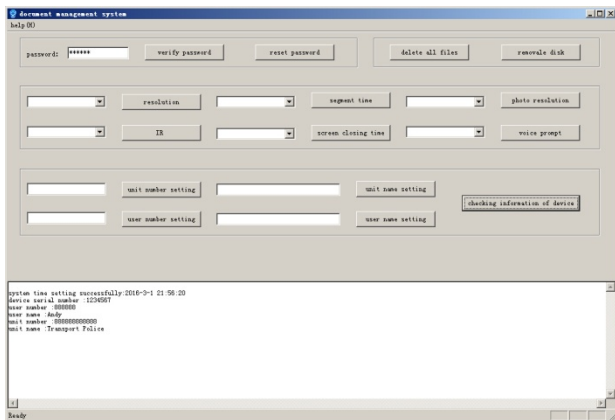 document management system
help(H)
password: ****** verify password reset password delete all files removale disk
resolution segment time photo resolution
IR screen closing time voice prompt
unit number setting unit name setting
checking information of device
user number setting user name setting
system time setting successfully:2016-3-1 21:56:20
device serial number :1234567
user number :888888
user name :Andy
unit number :888888888888
unit name :Transport Police
Ready